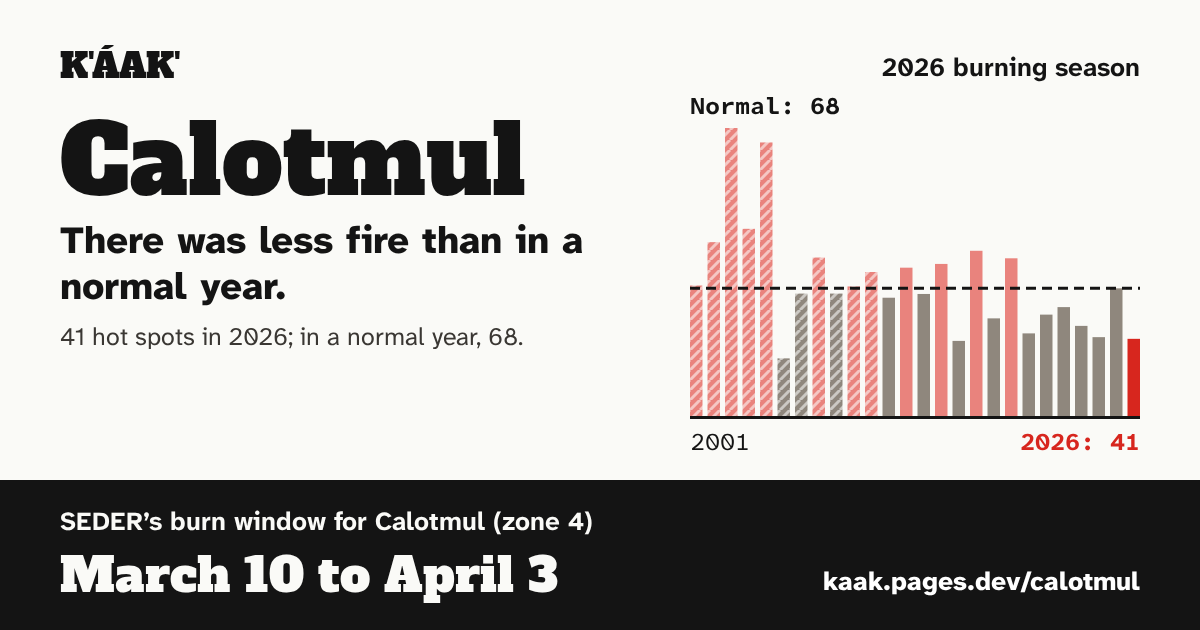 K'ÁAK'
2026 burning season
Calotmul
There was less fire than in a
normal year.
41 hot spots in 2026; in a normal year, 68.
Normal: 68
2001
2026: 41
SEDER’s burn window for Calotmul (zone 4)
March 10 to April 3
kaak.pages.dev/calotmul